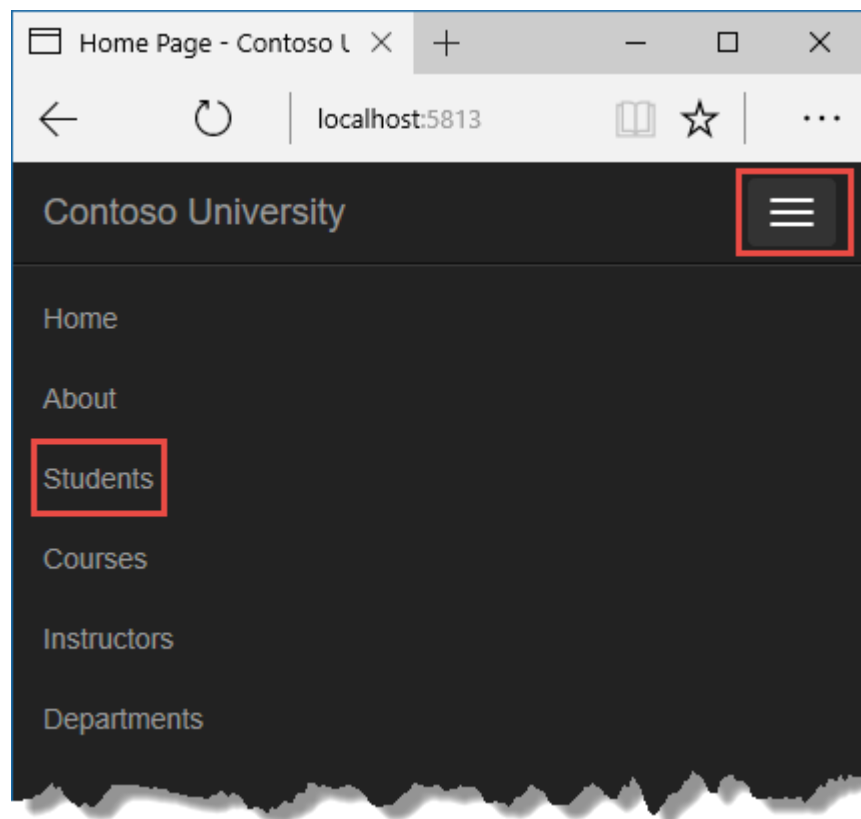 Home Page - Contoso U
localhost:5813
Contoso University
Home
About
Students
Courses
Instructors
Departments